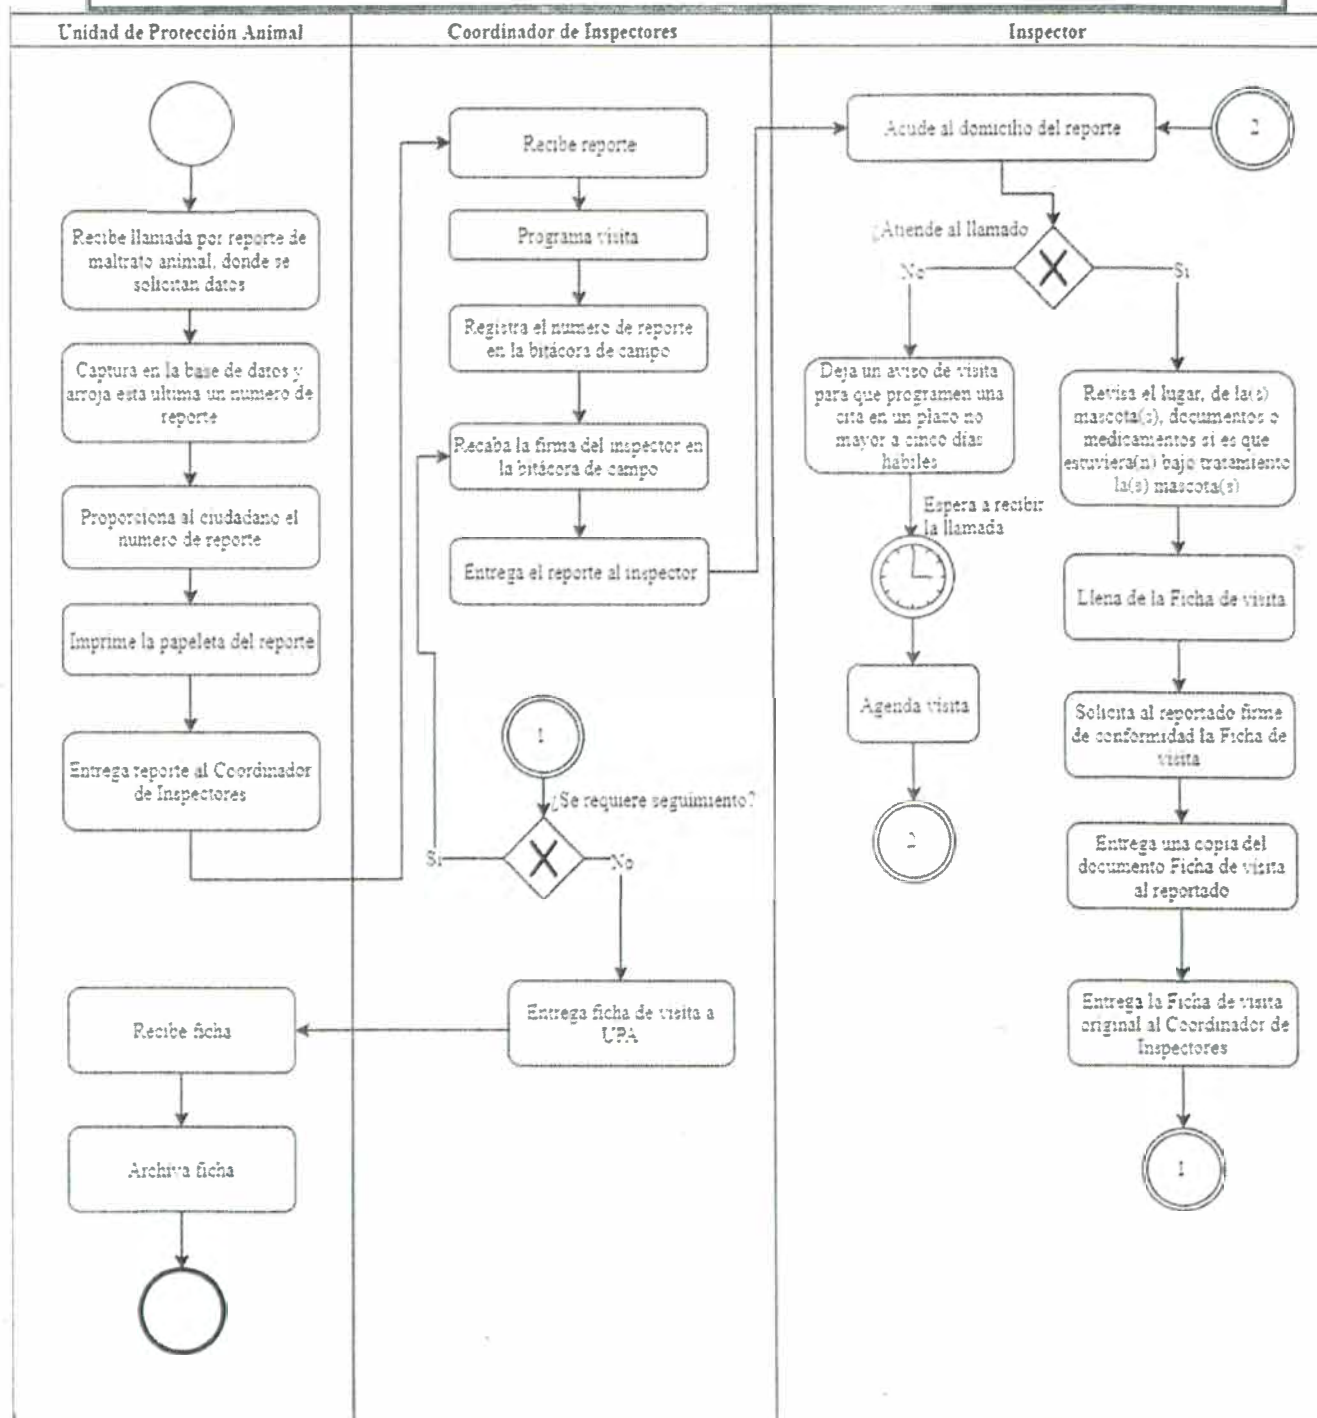 Unidad de Protección Animal
Coordinador de Inspectores
Inspector
Recibe llamada por reporte de
maltrato animal, donde se
solicitan datos
Captura en la base de datos y
arroja esta ultima un numero de
reporte
Proporciona al ciudadano el
numero de reporte
Imprime la papeleta del reporte
Entrega reporte al Coordinador
de Inspectores
Recibe ficha
Archiva ficha
Recibe reporte
Programa visita
Registra el numero de reporte
en la bitácora de campo
Recaba la firma del inspector en
la bitácora de campo
Entrega el reporte al inspector
1
¿Se requiere seguimiento?
Si
No
Entrega ficha de visita a
UPA
Acude al domicilio del reporte
2
¿Atiende al llamado
No
Si
Deja un aviso de visita
para que programen una
cita en un plazo no
mayor a cinco días
habiles
Espera a recibir
la llamada
Agenda visita
2
Revisa el lugar, de la(s)
mascota(s), documentos o
medicamentos si es que
estuviera(n) bajo tratamiento
la(s) mascota(s)
Llena de la Ficha de visita
Solicita al reportado firme
de conformidad la Ficha de
visita
Entrega una copia del
documento Ficha de visita
al reportado
Entrega la Ficha de visita
original al Coordinador de
Inspectores
1